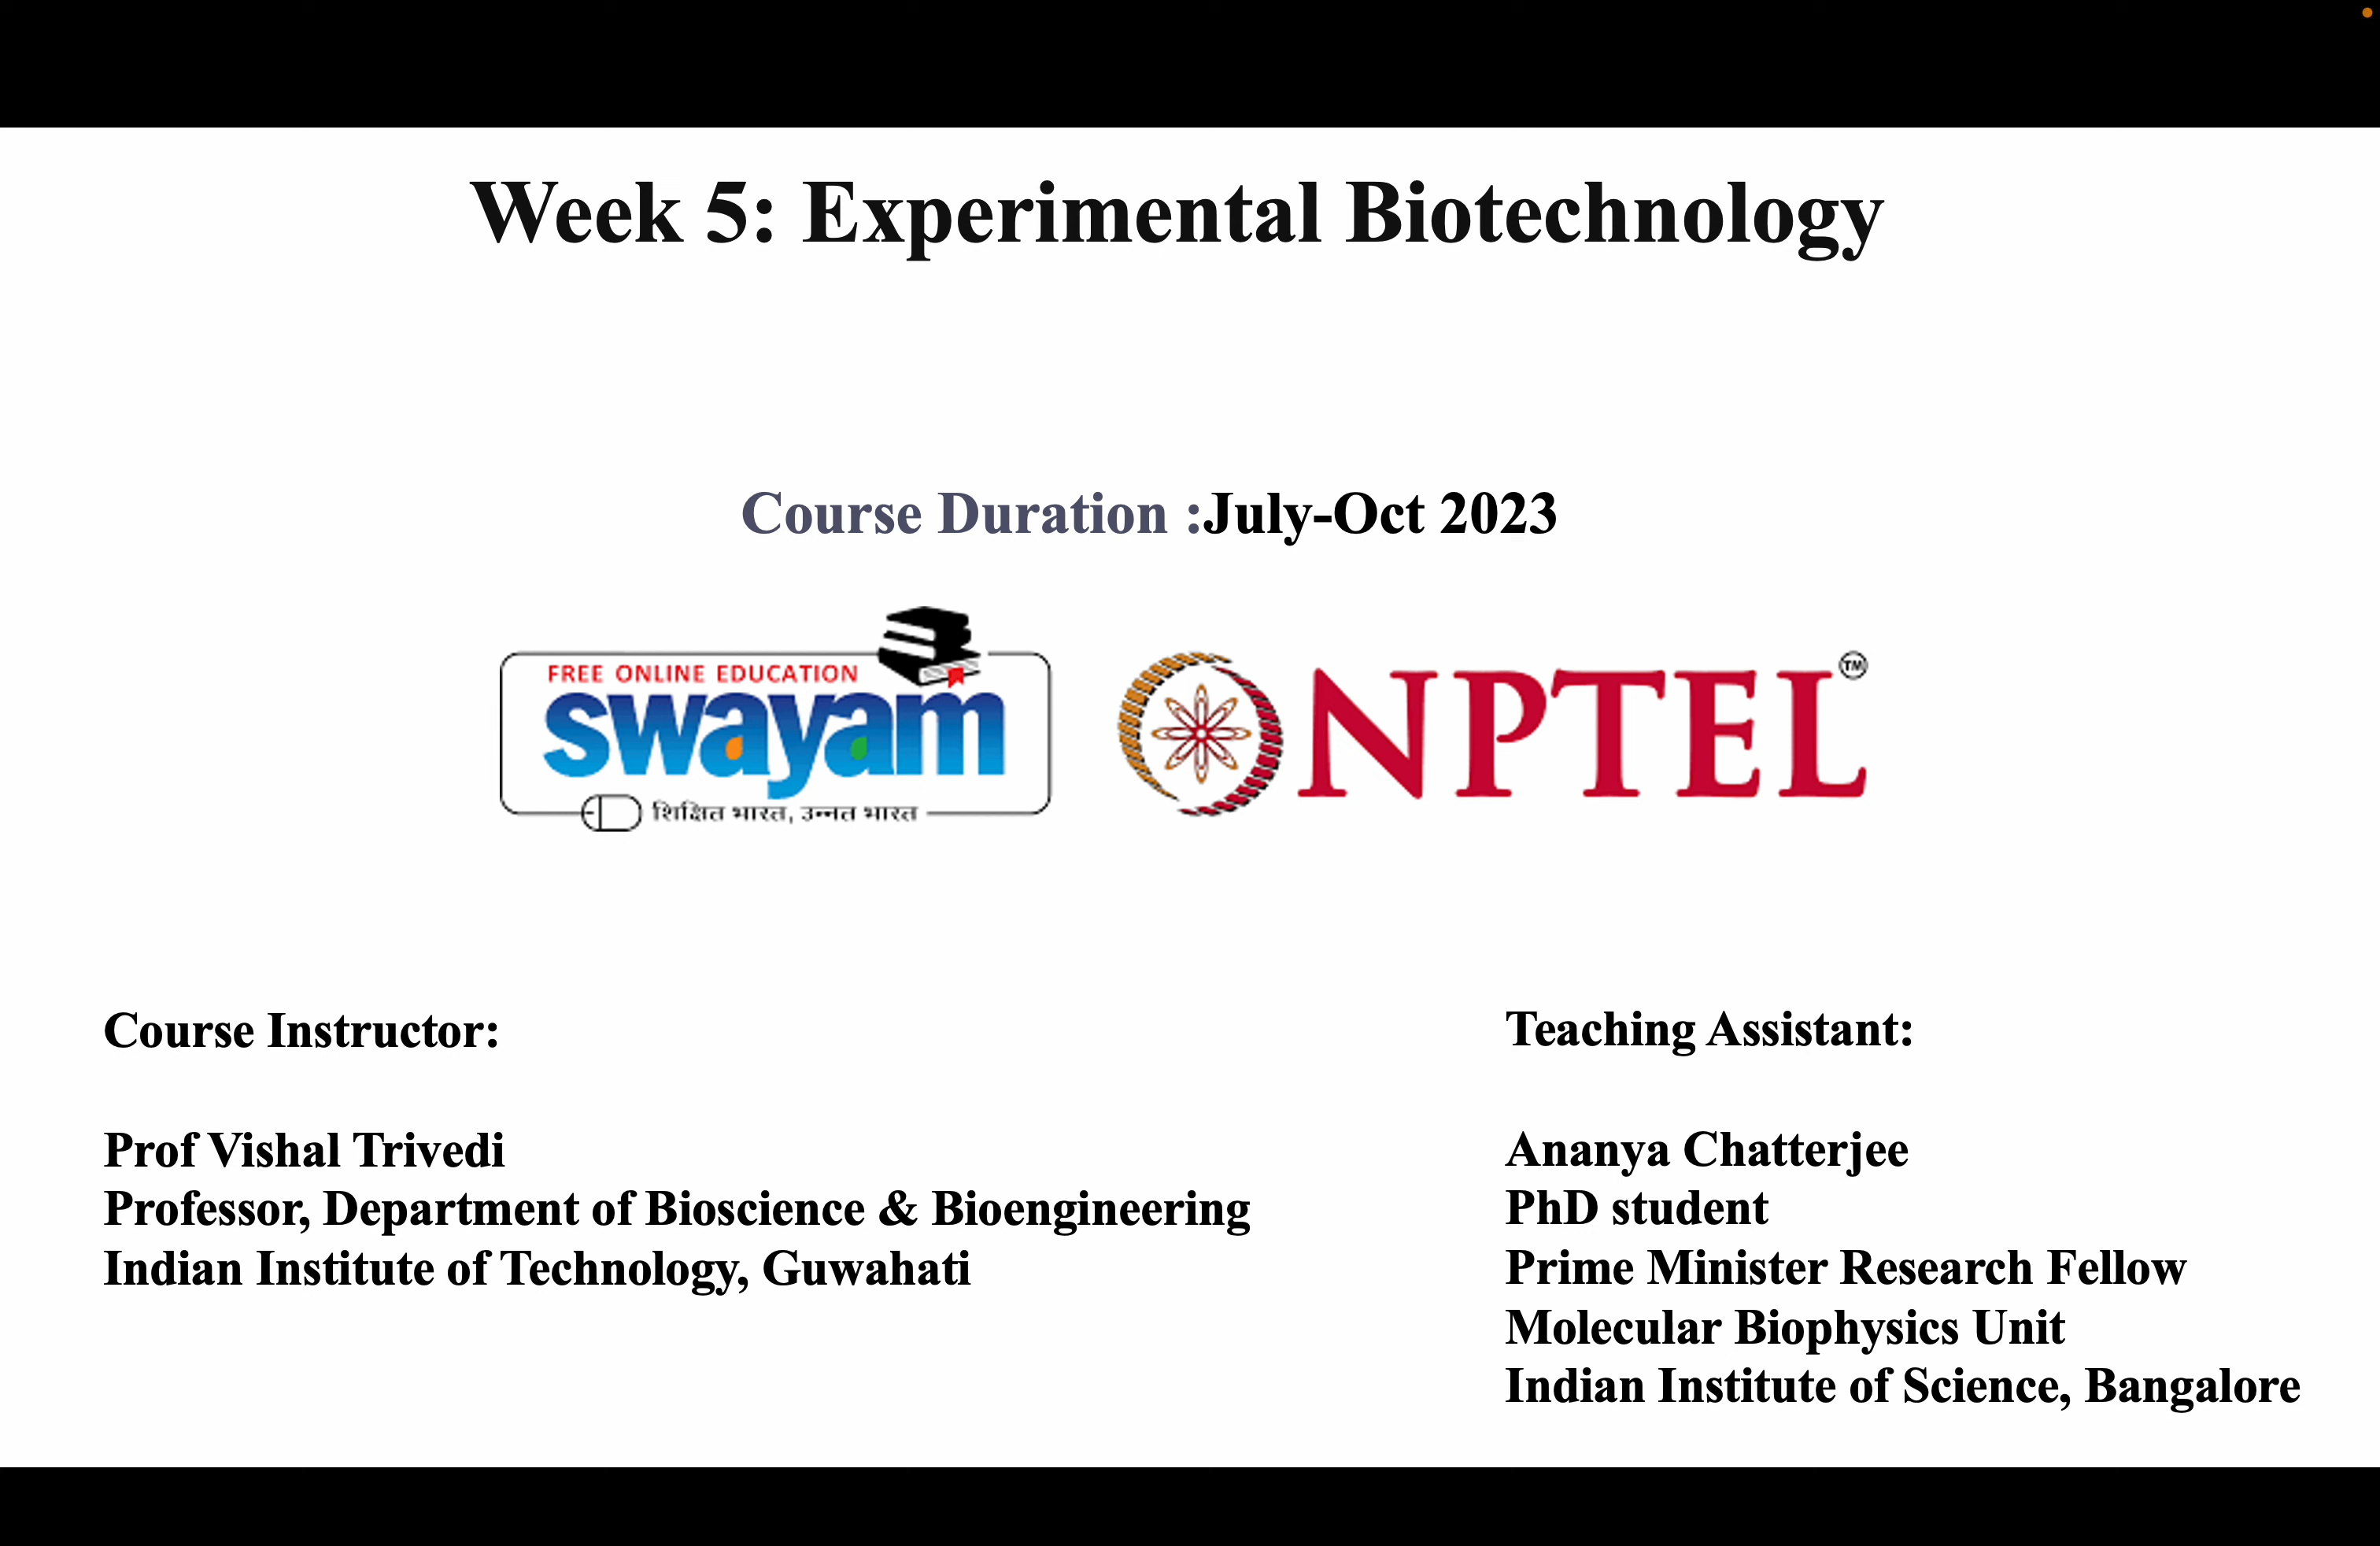 Week 5: Experimental Biotechnology
Course Duration :July-Oct 2023
FREE ONLINE EDUCATION
swayam
शिक्षित भारत, उन्नत भारत
NPTEL
TM
Course Instructor:
Prof Vishal Trivedi
Professor, Department of Bioscience & Bioengineering
Indian Institute of Technology, Guwahati
Teaching Assistant:
Ananya Chatterjee
PhD student
Prime Minister Research Fellow
Molecular Biophysics Unit
Indian Institute of Science, Bangalore